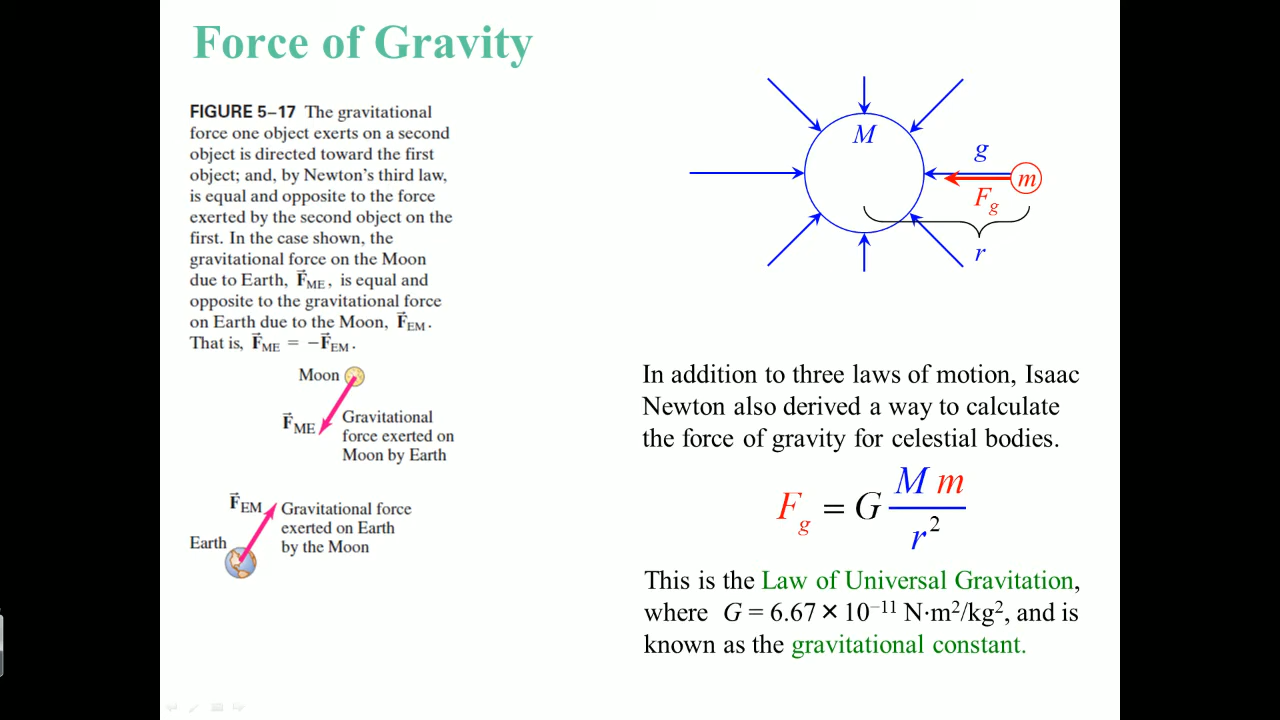 Force of Gravity
FIGURE 5–17 The gravitational
force one object exerts on a second
object is directed toward the first
object; and, by Newton's third law,
is equal and opposite to the force
exerted by the second object on the
first. In the case shown, the
gravitational force on the Moon
due to Earth, F⃗ME, is equal and
opposite to the gravitational force
on Earth due to the Moon, F⃗EM.
That is, F⃗ME = −F⃗EM.
Moon
F⃗ME
Gravitational
force exerted on
Moon by Earth
F⃗EM
Gravitational force
exerted on Earth
by the Moon
Earth
M
g
m
Fg
r
In addition to three laws of motion, Isaac
Newton also derived a way to calculate
the force of gravity for celestial bodies.
Fg = G M m / r²
This is the Law of Universal Gravitation,
where G = 6.67 × 10⁻¹¹ N·m²/kg², and is
known as the gravitational constant.